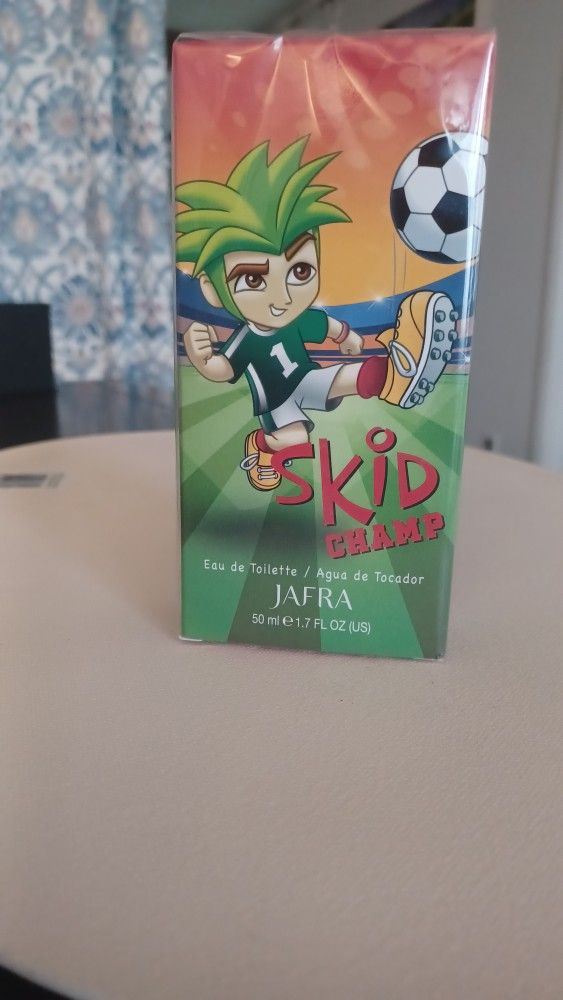 1
SKiD
CHAMP
Eau de Toilette / Agua de Tocador
JAFRA
50 ml ℮ 1.7 FL OZ (US)